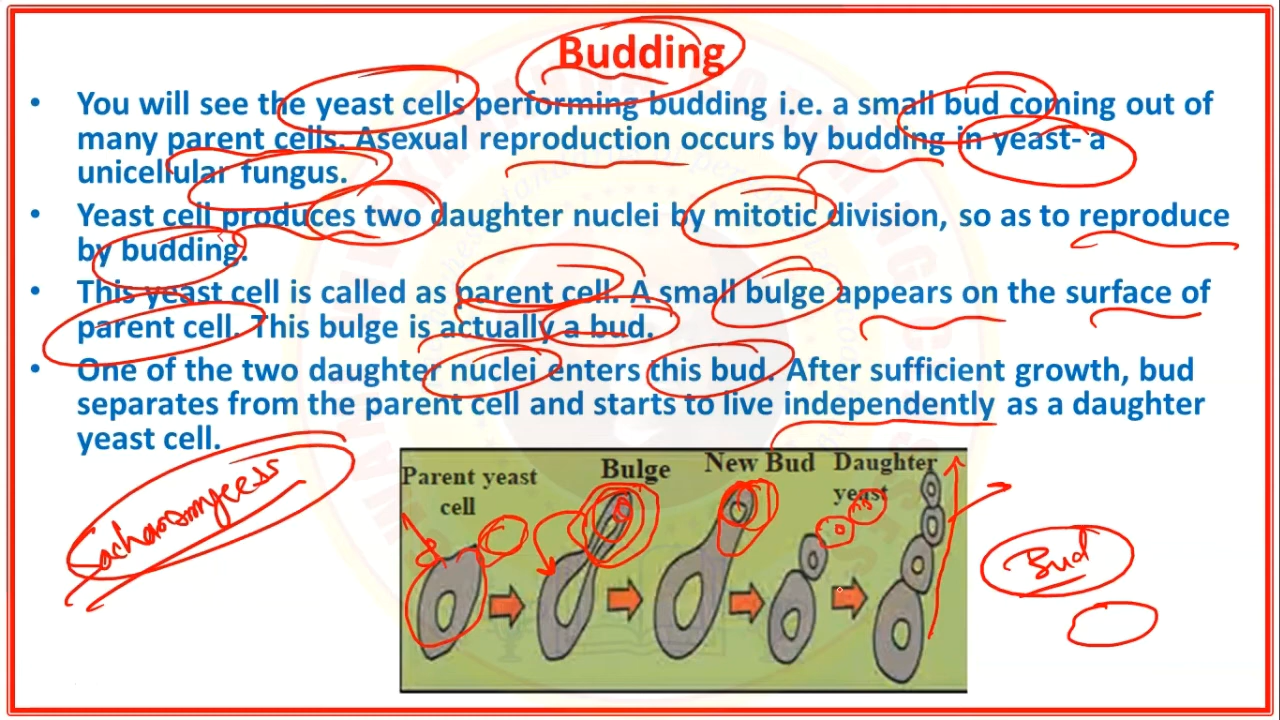 Budding
• You will see the yeast cells performing budding i.e. a small bud coming out of
many parent cells. Asexual reproduction occurs by budding in yeast- a
unicellular fungus.
• Yeast cell produces two daughter nuclei by mitotic division, so as to reproduce
by budding.
• This yeast cell is called as parent cell. A small bulge appears on the surface of
parent cell. This bulge is actually a bud.
• One of the two daughter nuclei enters this bud. After sufficient growth, bud
separates from the parent cell and starts to live independently as a daughter
yeast cell.
Parent yeast
cell
Bulge
New Bud
Daughter
yeast
Bud